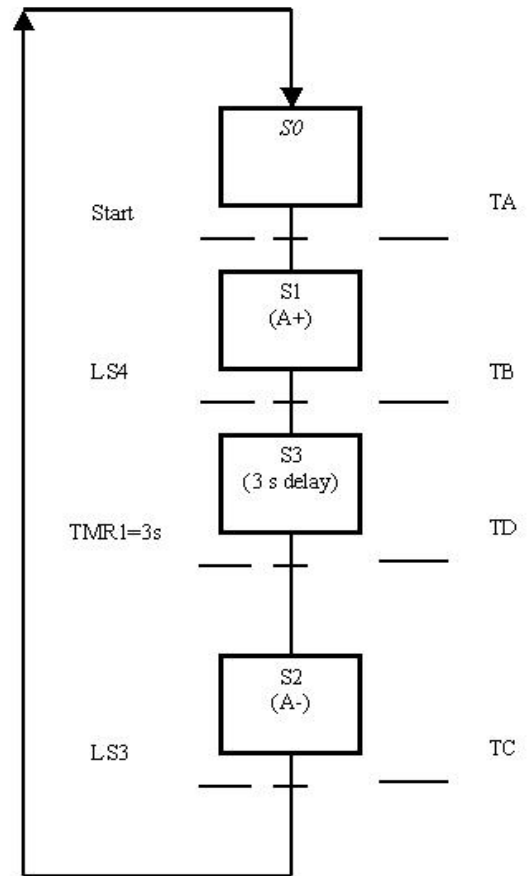 S0
Start
TA
S1
(A+)
LS4
TB
S3
(3 s delay)
TMR1=3s
TD
S2
(A-)
LS3
TC